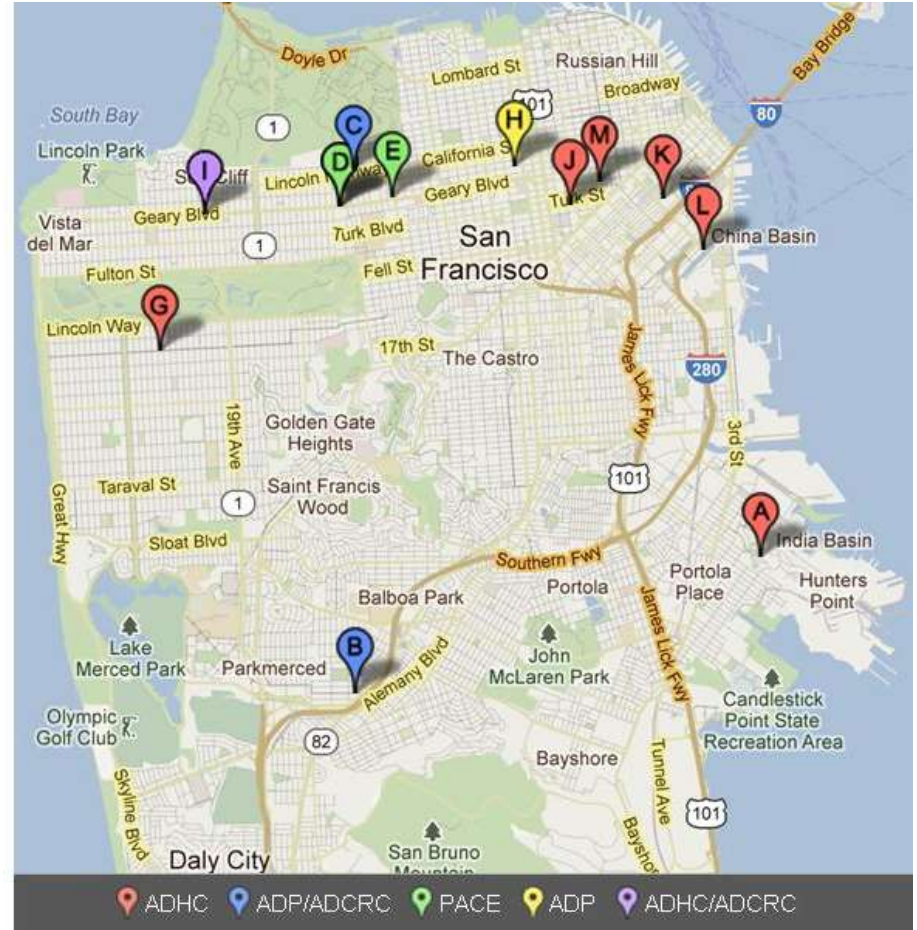 Doyle Dr
Lombard St
Russian Hill
Broadway
Bay Bridge
101
80
South Bay
Lincoln Park
1
C
H
California S
M
I
D
E
J
K
Lincoln
Geary Blvd
Turk St
L
Geary Blvd
Vista
del Mar
1
Turk Blvd
San
Francisco
China Basin
Fulton St
Fell St
G
Lincoln Way
17th St
The Castro
James Lick Fwy
280
19th Ave
Golden Gate
Heights
3rd St
Taraval St
1
Saint Francis
Wood
101
Great Hwy
Sloat Blvd
A
India Basin
Southern Fwy
Portola
Portola
Place
Hunters
Point
Balboa Park
Lake
Merced Park
Parkmerced
B
Alemany Blvd
John
McLaren Park
James Lick Fwy
Candlestick
Point State
Recreation Area
Olympic
Golf Club
82
Bayshore
Tunnel Ave
Skyline Blvd
101
Daly City
San Bruno
Mountain
Bayshor
ADHC
ADP/ADCRC
PACE
ADP
ADHC/ADCRC